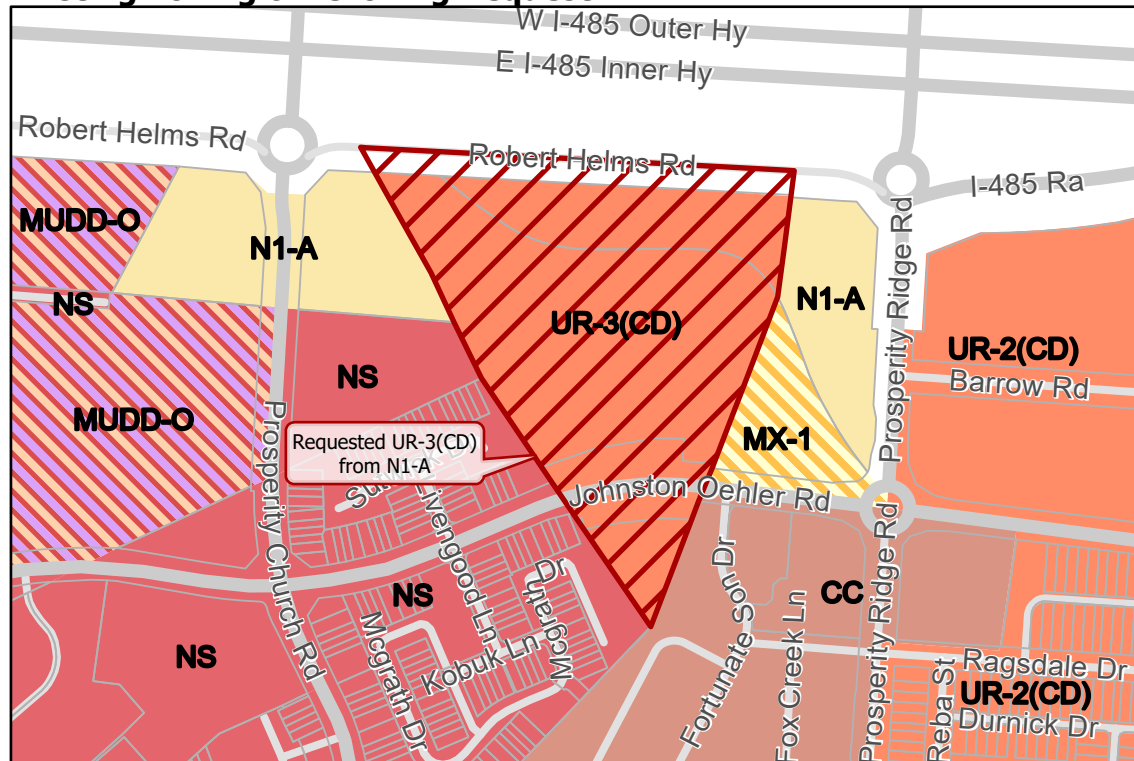 W I-485 Outer Hy
E I-485 Inner Hy
Robert Helms Rd
Robert Helms Rd
I-485 Ra
MUDD-O
N1-A
NS
N1-A
Prosperity Ridge Rd
UR-3(CD)
UR-2(CD)
Barrow Rd
NS
MUDD-O
Prosperity Church Rd
Requested UR-3(CD)
from N1-A
MX-1
Johnston Oehler Rd
Livengood Ln
NS
Mcgrath Dr
Mcgrath Dr
Kobuk Ln
NS
Fortunate Son Dr
Fox Creek Ln
CC
Prosperity Ridge Rd
Reba St
Ragsdale Dr
UR-2(CD)
Durnick Dr